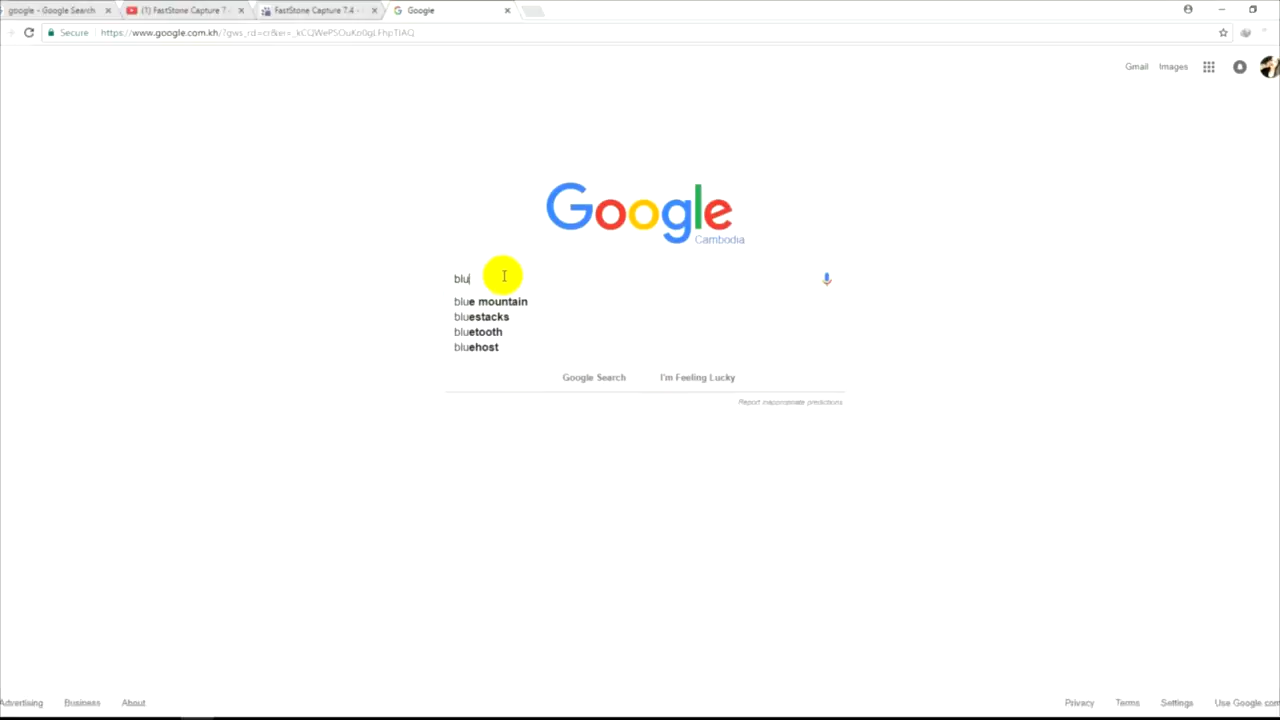 google - Google Search
(1) FastStone Capture 7
FastStone Capture 7.4 -
Google
Secure
https://www.google.com.kh/
Gmail
Images
Google
Cambodia
blu
blue mountain
bluestacks
bluetooth
bluehost
Google Search
I'm Feeling Lucky
Report inappropriate predictions
Advertising
Business
About
Privacy
Terms
Settings
Use Google.com